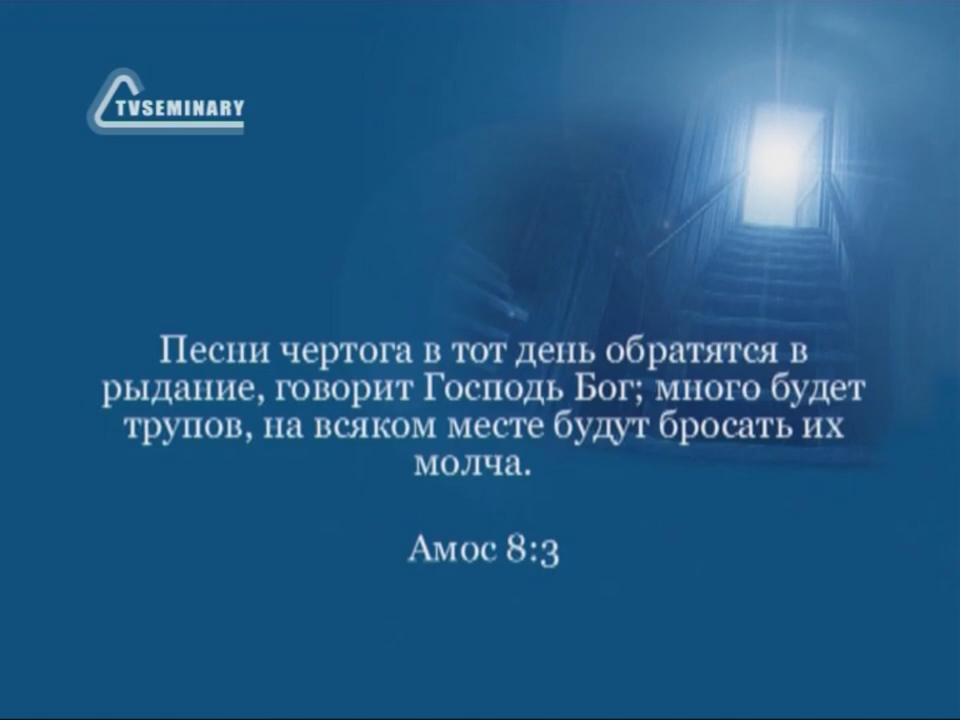 TVSEMINARY
Песни чертога в тот день обратятся в
рыдание, говорит Господь Бог; много будет
трупов, на всяком месте будут бросать их
молча.
Амос 8:3